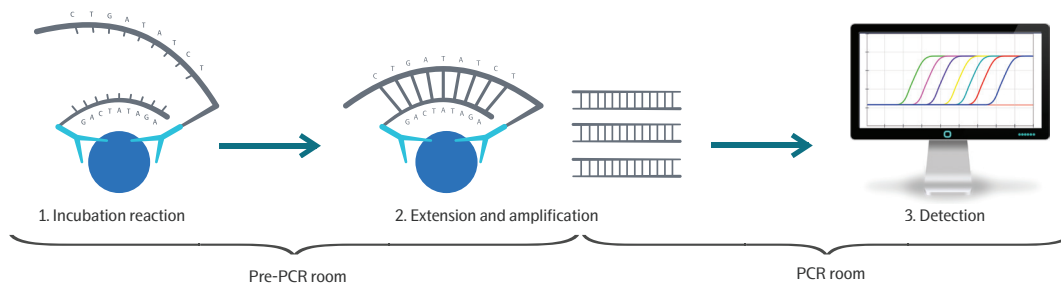 C T G A T A T C T
G A C T A T A G A
C T G A T A T C T
G A C T A T A G A
1. Incubation reaction
2. Extension and amplification
3. Detection
Pre-PCR room
PCR room